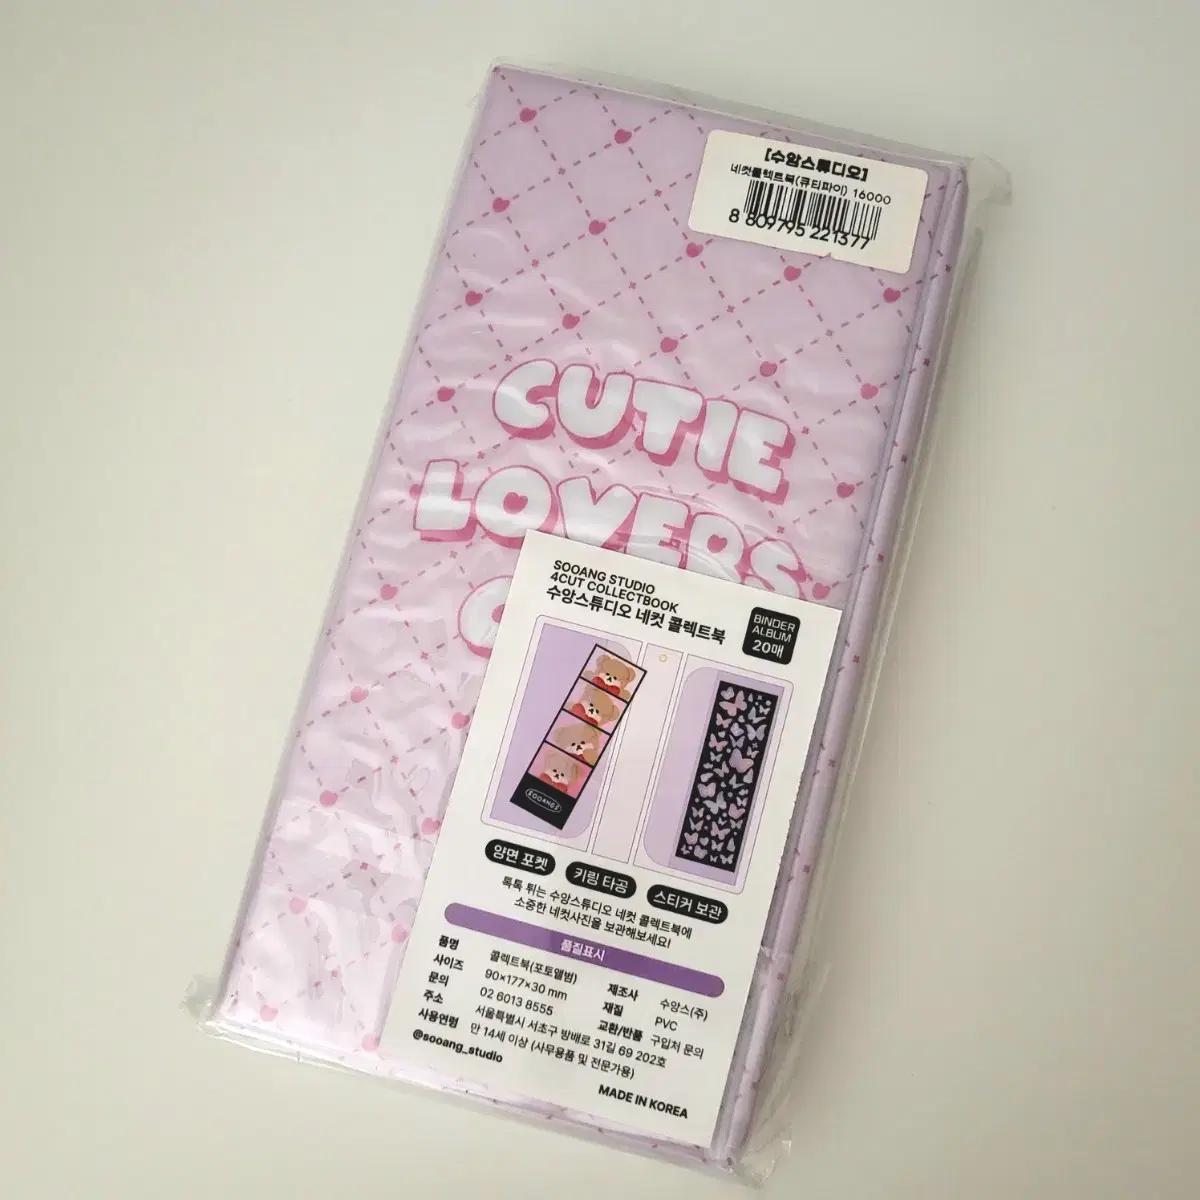 [수앙스튜디오]
네컷콜렉트북(큐티파이) 16000
8 809795 221377
CUTIE
LOVERS
SOOANG STUDIO
4CUT COLLECTBOOK
수앙스튜디오 네컷 콜렉트북
BINDER
ALBUM
20매
양면 포켓
키링 타공
스티커 보관
톡톡 튀는 수앙스튜디오 네컷 콜렉트북에
소중한 네컷사진을 보관해보세요!
품질표시
품명 콜렉트북(포토앨범) 제조사 수앙스(주)
사이즈 90×177×30 mm 재질 PVC
문의 02 6013 8555 교환/반품 구입처 문의
주소 서울특별시 서초구 방배로 31길 69 202호
사용연령 만 14세 이상 (사무용품 및 전문가용)
@sooang_studio
MADE IN KOREA